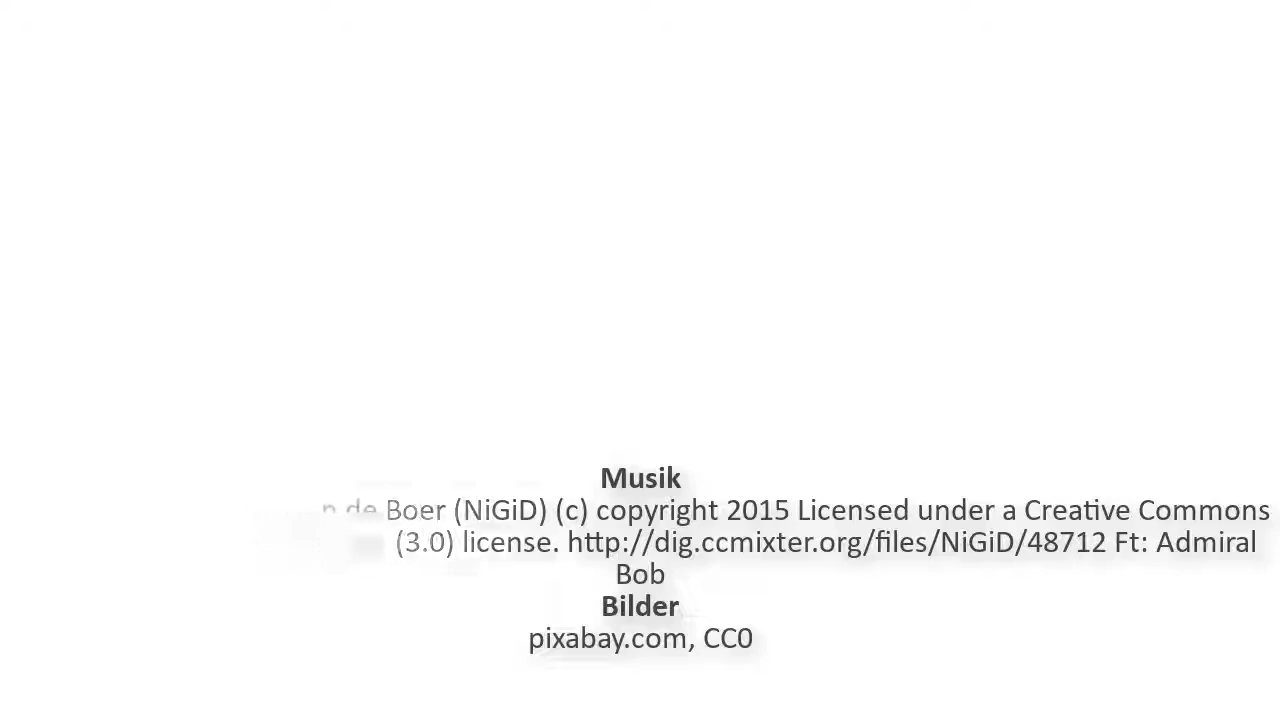 Musik
de Boer (NiGiD) (c) copyright 2015 Licensed under a Creative Commons
(3.0) license. http://dig.ccmixter.org/files/NiGiD/48712 Ft: Admiral
Bob
Bilder
pixabay.com, CC0